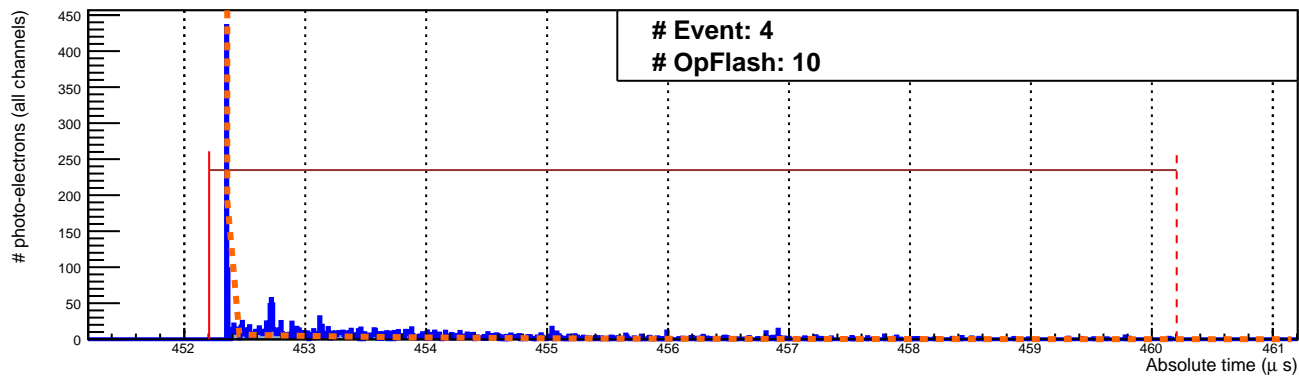 # Event: 4
# OpFlash: 10
# photo-electrons (all channels)
450
400
350
300
250
200
150
100
50
0
452 453 454 455 456 457 458 459 460 461
Absolute time (μ s)